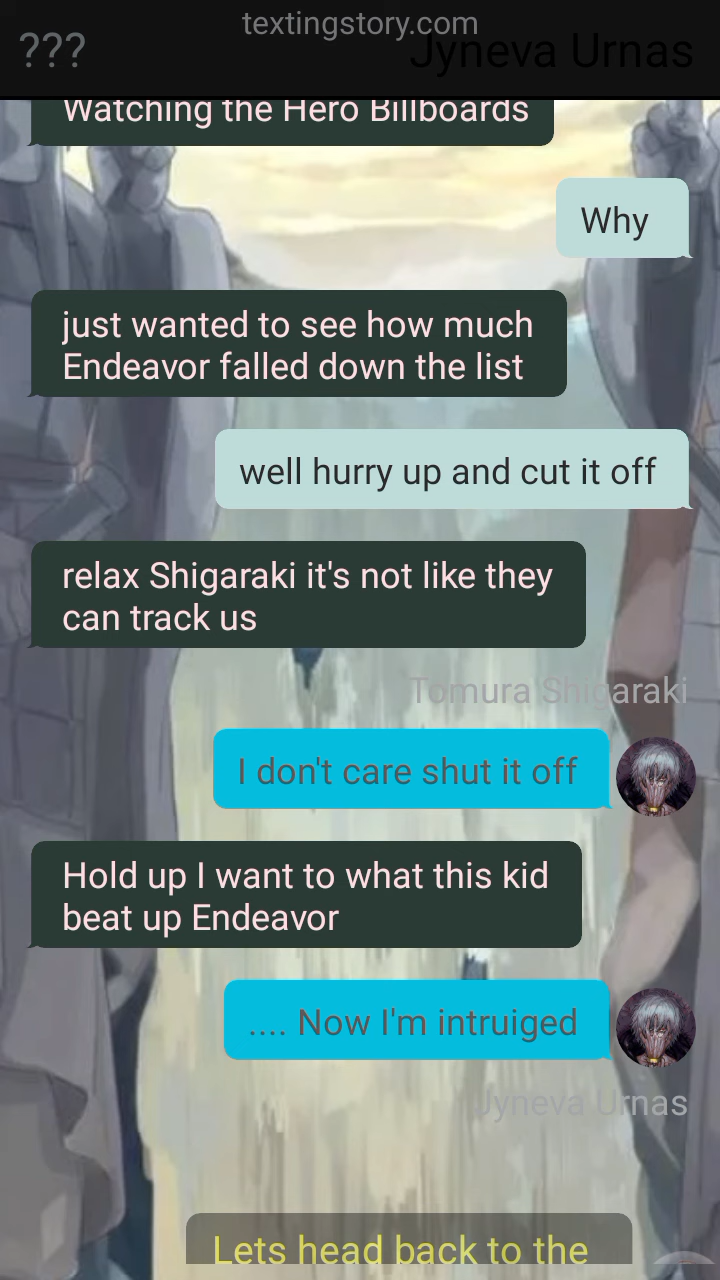 textingstory.com
???
Jyneva Urnas
Watching the Hero Billboards
Why
just wanted to see how much
Endeavor falled down the list
well hurry up and cut it off
relax Shigaraki it's not like they
can track us
Tomura Shigaraki
I don't care shut it off
Hold up I want to what this kid
beat up Endeavor
.... Now I'm intruiged
Jyneva Urnas
Lets head back to the